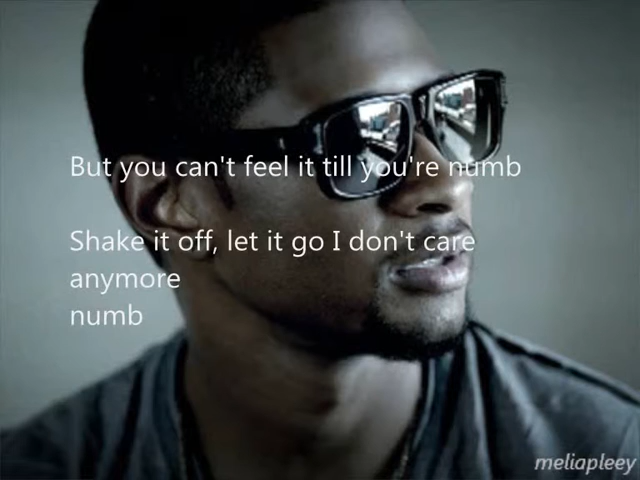 But you can't feel it till you're numb
Shake it off, let it go I don't care
anymore
numb
meliapleey